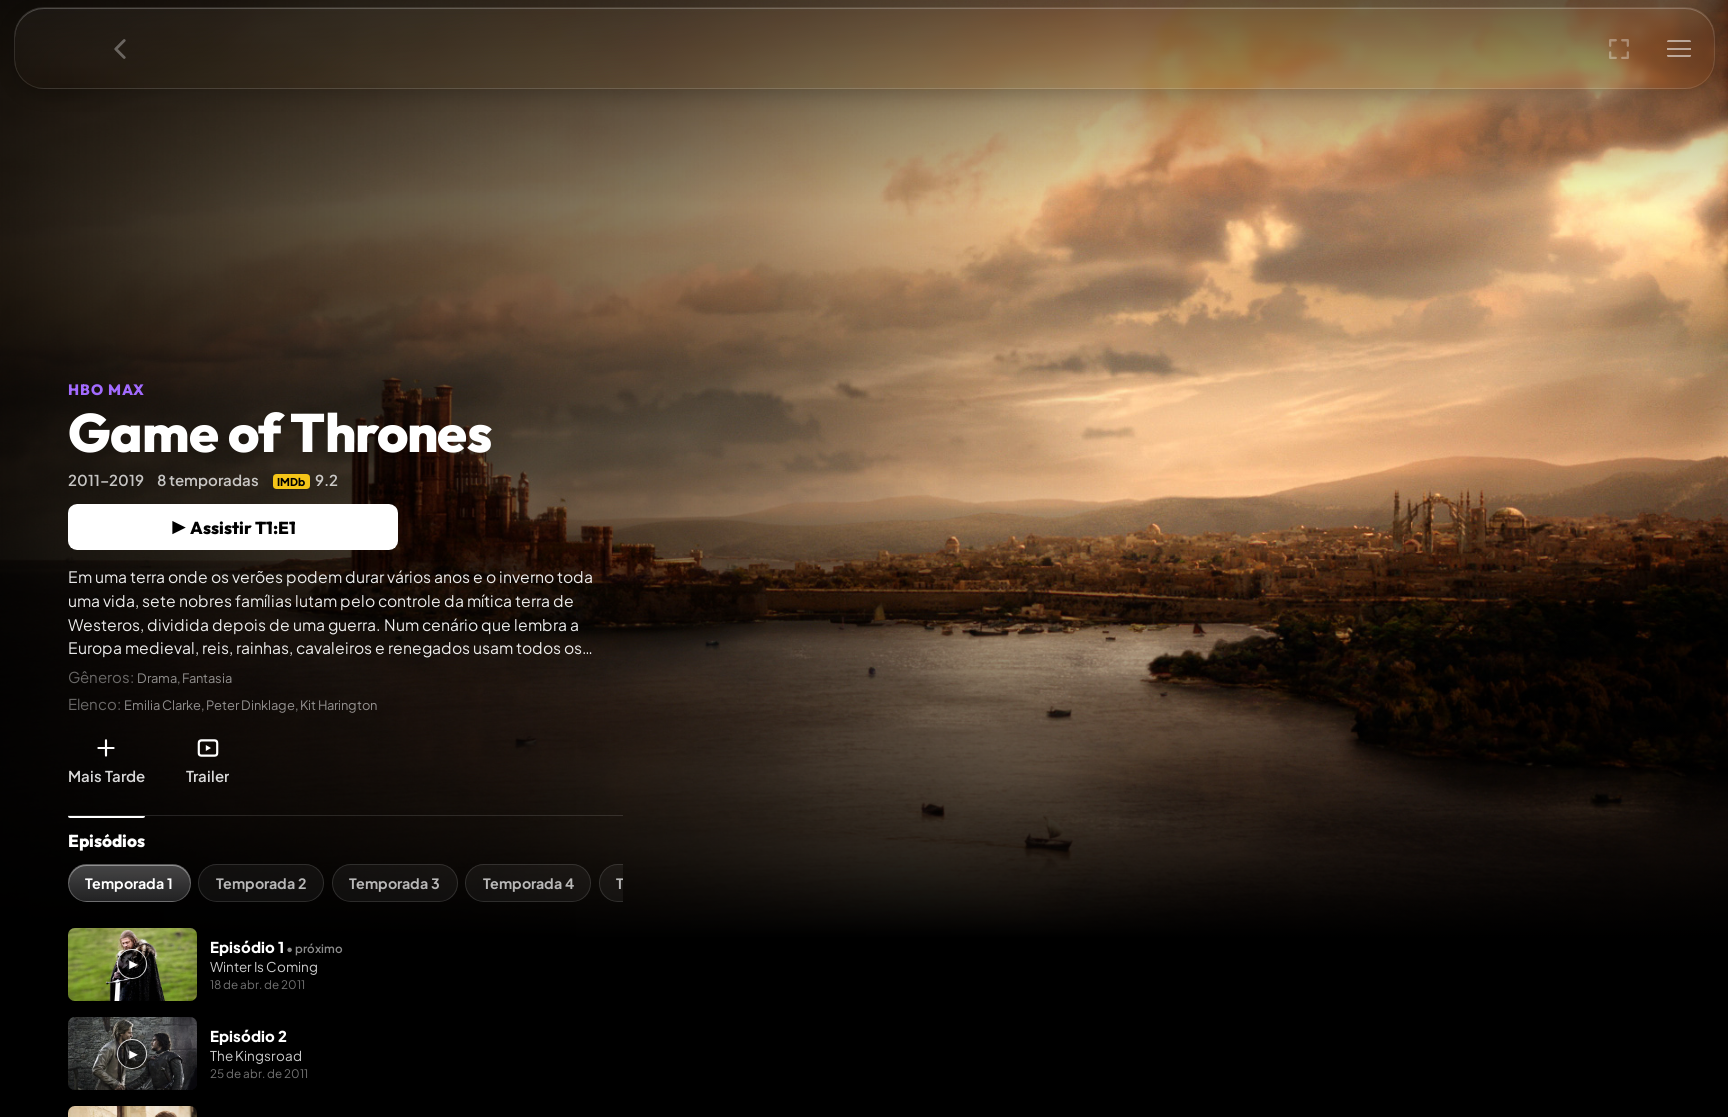 HBO MAX
Game of Thrones
2011–2019 8 temporadas IMDb 9.2
Assistir T1:E1
Em uma terra onde os verões podem durar vários anos e o inverno toda
uma vida, sete nobres famílias lutam pelo controle da mítica terra de
Westeros, dividida depois de uma guerra. Num cenário que lembra a
Europa medieval, reis, rainhas, cavaleiros e renegados usam todos os...
Gêneros: Drama, Fantasia
Elenco: Emilia Clarke, Peter Dinklage, Kit Harington
Mais Tarde Trailer
Episódios
Temporada 1 Temporada 2 Temporada 3 Temporada 4 T
Episódio 1 • próximo
Winter Is Coming
18 de abr. de 2011
Episódio 2
The Kingsroad
25 de abr. de 2011